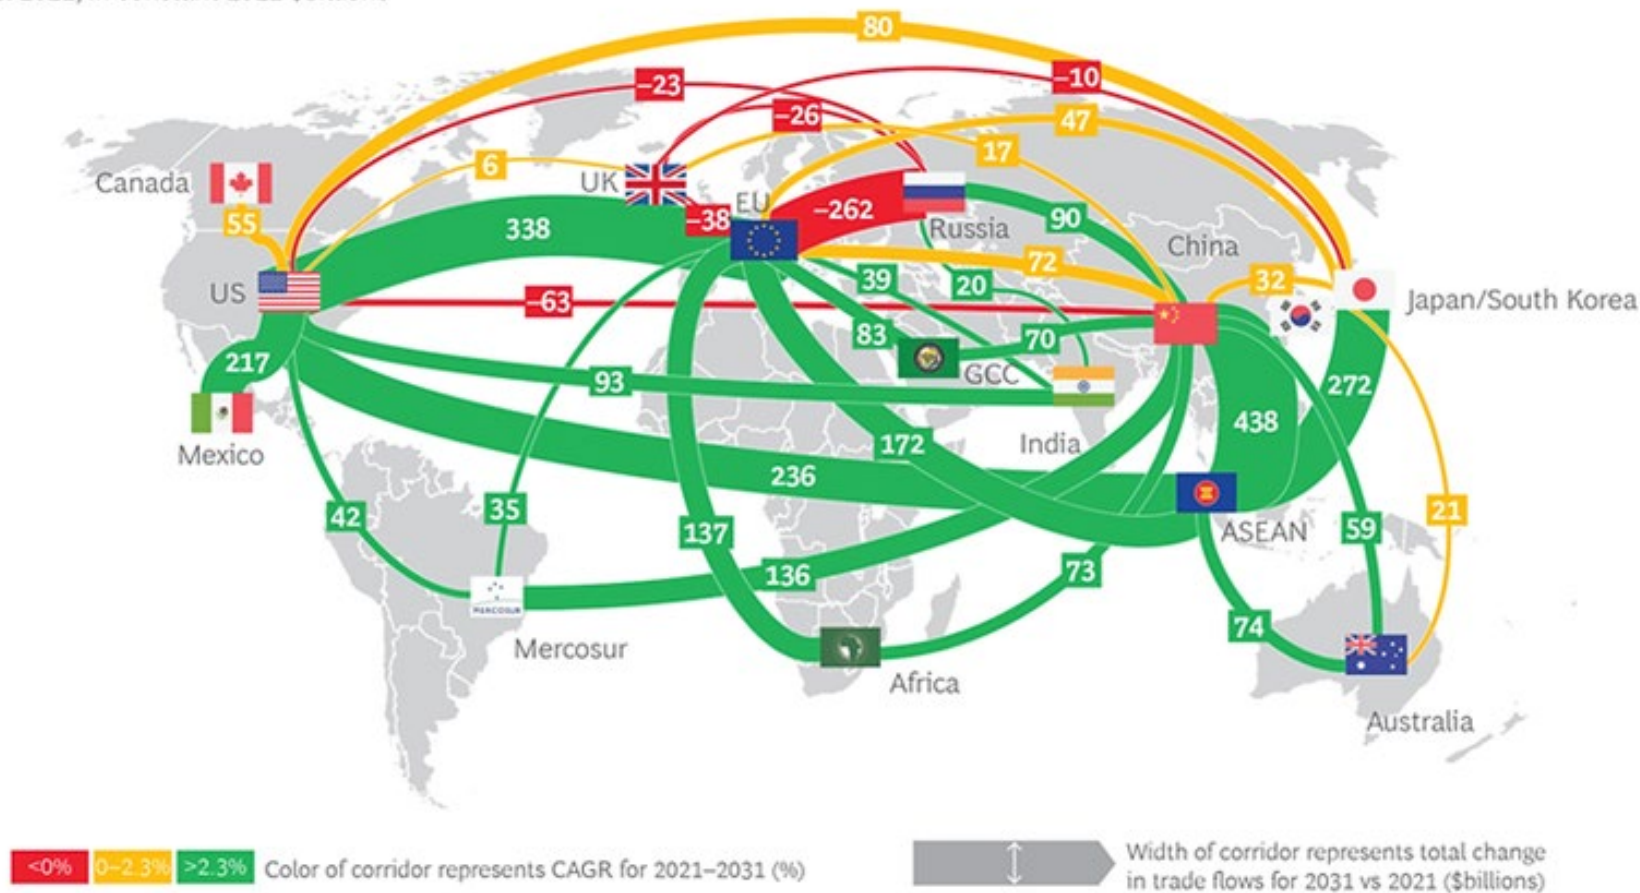 80
–23
–10
–26
47
17
6
Canada
UK
55
EU
–38
–262
338
Russia
90
China
72
32
39
20
US
–63
Japan/South Korea
83
70
217
GCC
93
272
438
Mexico
172
India
236
42
35
137
59
21
ASEAN
136
73
MERCOSUR
Mercosur
74
Africa
Australia
<0% 0–2.3% >2.3% Color of corridor represents CAGR for 2021–2031 (%)
Width of corridor represents total change
in trade flows for 2031 vs 2021 ($billions)